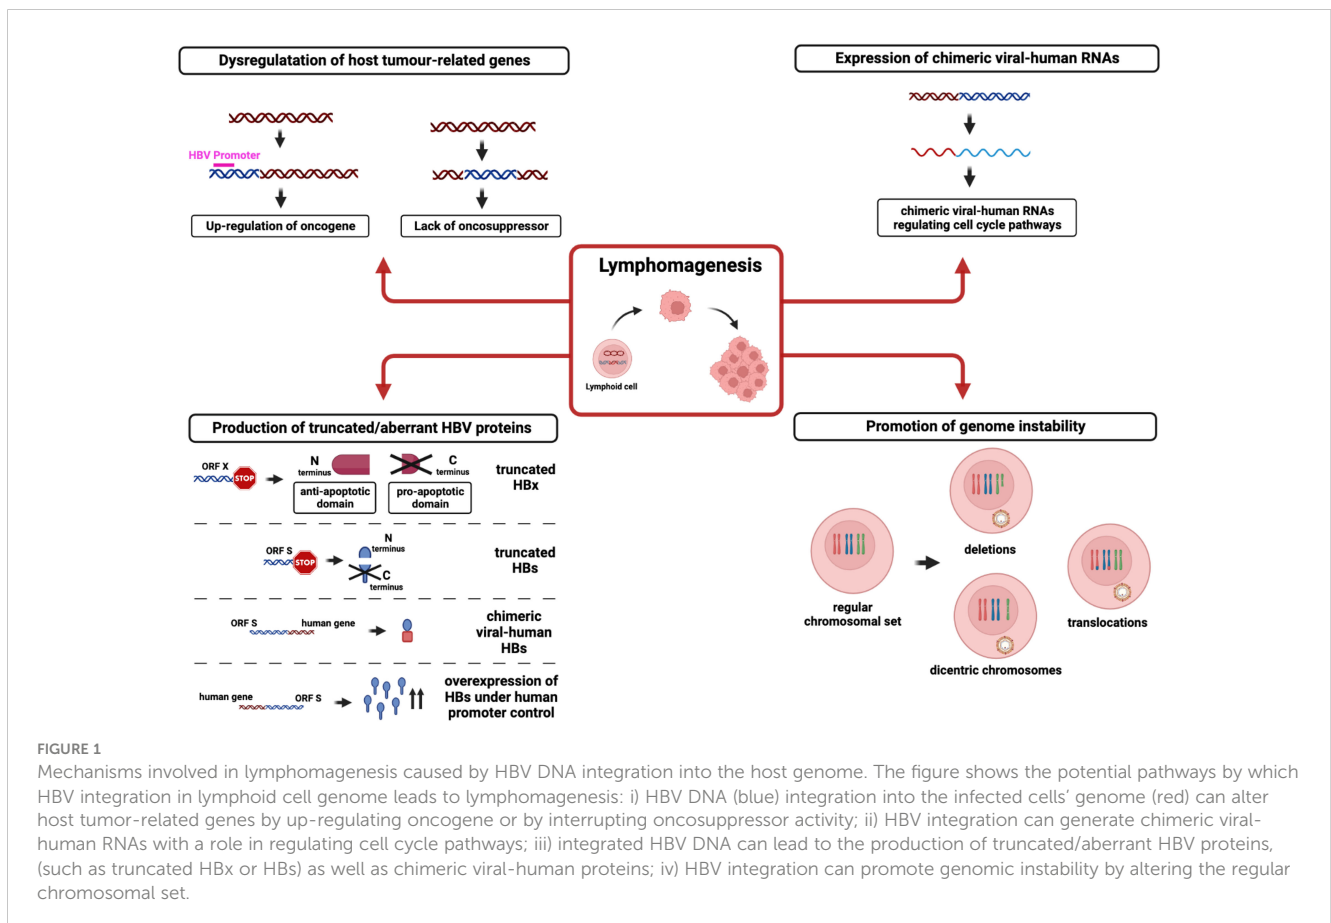 Dysregulatation of host tumour-related genes
HBV Promoter
Up-regulation of oncogene
Lack of oncosuppressor
Expression of chimeric viral-human RNAs
chimeric viral-human RNAs
regulating cell cycle pathways
Lymphomagenesis
Lymphoid cell
Production of truncated/aberrant HBV proteins
ORF X
STOP
N
terminus
C
terminus
anti-apoptotic
domain
pro-apoptotic
domain
truncated
HBx
ORF S
STOP
N
terminus
C
terminus
truncated
HBs
ORF S
human gene
chimeric
viral-human
HBs
human gene
ORF S
overexpression of
HBs under human
promoter control
Promotion of genome instability
regular
chromosomal set
deletions
dicentric chromosomes
translocations
FIGURE 1
Mechanisms involved in lymphomagenesis caused by HBV DNA integration into the host genome. The figure shows the potential pathways by which
HBV integration in lymphoid cell genome leads to lymphomagenesis: i) HBV DNA (blue) integration into the infected cells’ genome (red) can alter
host tumor-related genes by up-regulating oncogene or by interrupting oncosuppressor activity; ii) HBV integration can generate chimeric viral-
human RNAs with a role in regulating cell cycle pathways; iii) integrated HBV DNA can lead to the production of truncated/aberrant HBV proteins,
(such as truncated HBx or HBs) as well as chimeric viral-human proteins; iv) HBV integration can promote genomic instability by altering the regular
chromosomal set.